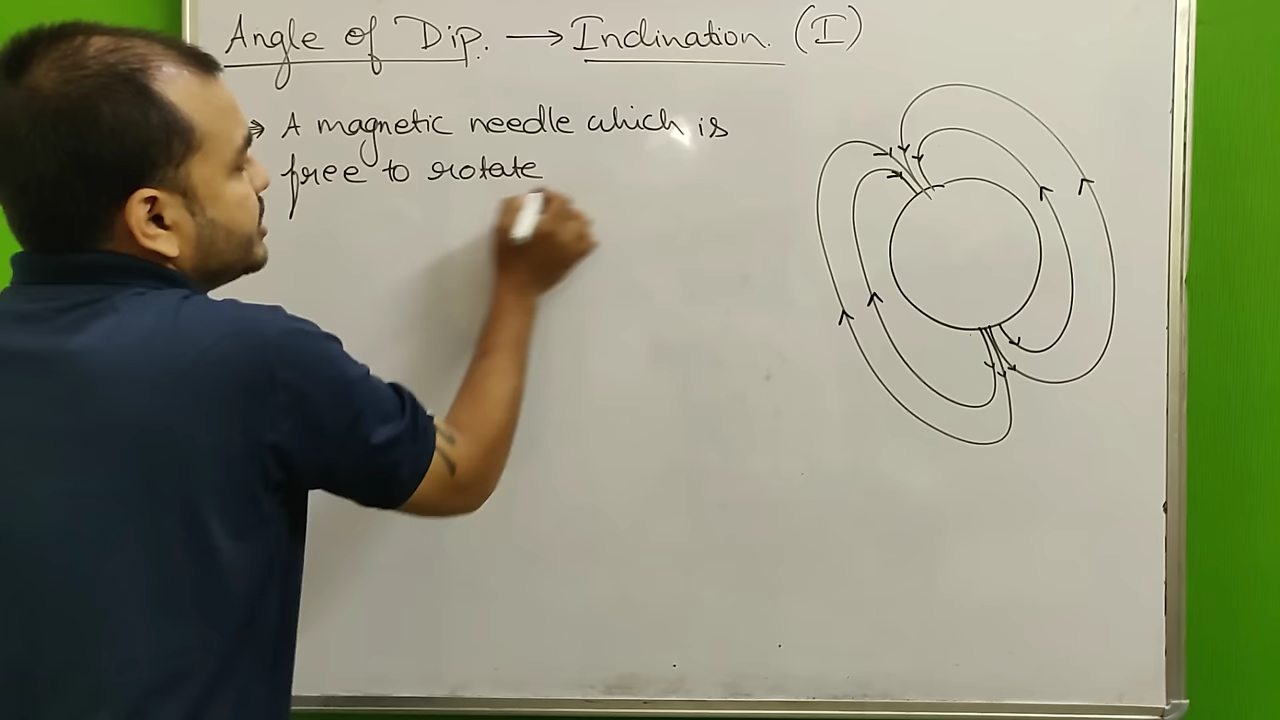 Angle of Dip. → Inclination. (I)
→ A magnetic needle which is
free to rotate